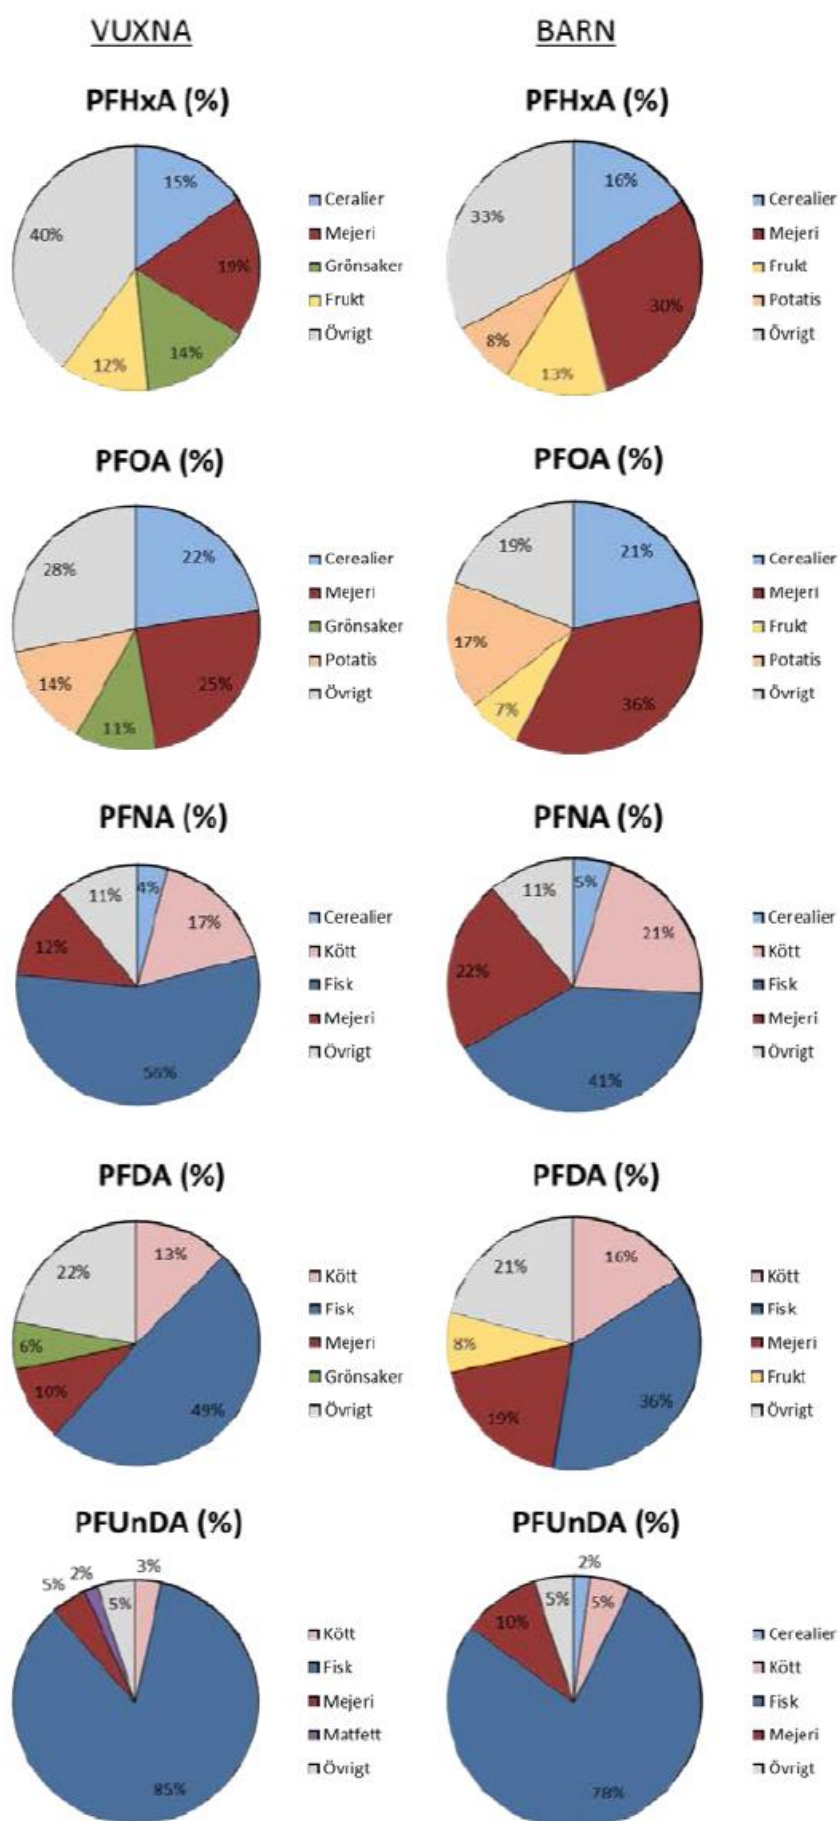 VUXNA
BARN
PFHxA (%)
15%
19%
14%
12%
40%
Ceralier
Mejeri
Grönsaker
Frukt
Övrigt
PFHxA (%)
16%
30%
13%
8%
33%
Cerealier
Mejeri
Frukt
Potatis
Övrigt
PFOA (%)
22%
25%
11%
14%
28%
Cerealier
Mejeri
Grönsaker
Potatis
Övrigt
PFOA (%)
21%
36%
7%
17%
19%
Cerealier
Mejeri
Frukt
Potatis
Övrigt
PFNA (%)
4%
17%
56%
12%
11%
Cerealier
Kött
Fisk
Mejeri
Övrigt
PFNA (%)
5%
21%
41%
22%
11%
Cerealier
Kött
Fisk
Mejeri
Övrigt
PFDA (%)
13%
49%
10%
6%
22%
Kött
Fisk
Mejeri
Grönsaker
Övrigt
PFDA (%)
16%
36%
19%
8%
21%
Kött
Fisk
Mejeri
Frukt
Övrigt
PFUnDA (%)
3%
85%
5%
2%
5%
Kött
Fisk
Mejeri
Matfett
Övrigt
PFUnDA (%)
2%
5%
78%
10%
5%
Cerealier
Kött
Fisk
Mejeri
Övrigt